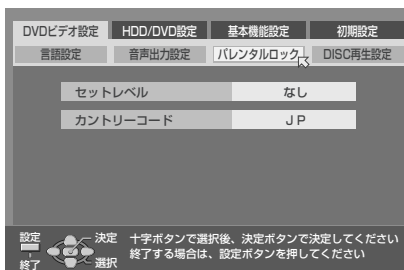 DVDビデオ設定 HDD/DVD設定 基本機能設定 初期設定
言語設定 音声出力設定 パレンタルロック DISC再生設定
セットレベル なし
カントリーコード JP
設定 決定 十字ボタンで選択後、決定ボタンで決定してください
終了 選択 終了する場合は、設定ボタンを押してください